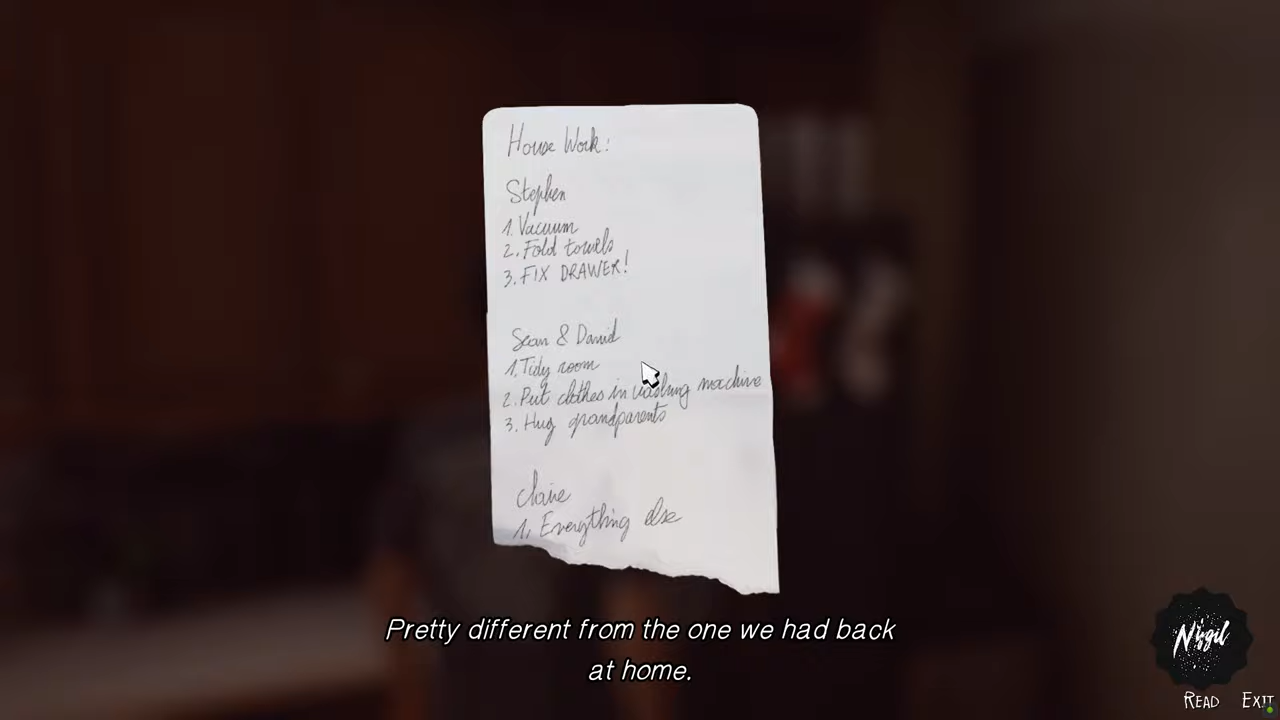 House Work:
Stephen
1. Vacuum
2. Fold towels
3. FIX DRAWER!
Sean & Daniel
1. Tidy room
2. Put clothes in washing machine
3. Hug grandparents
Claire
1. Everything else
Pretty different from the one we had back
at home.
READ EXIT